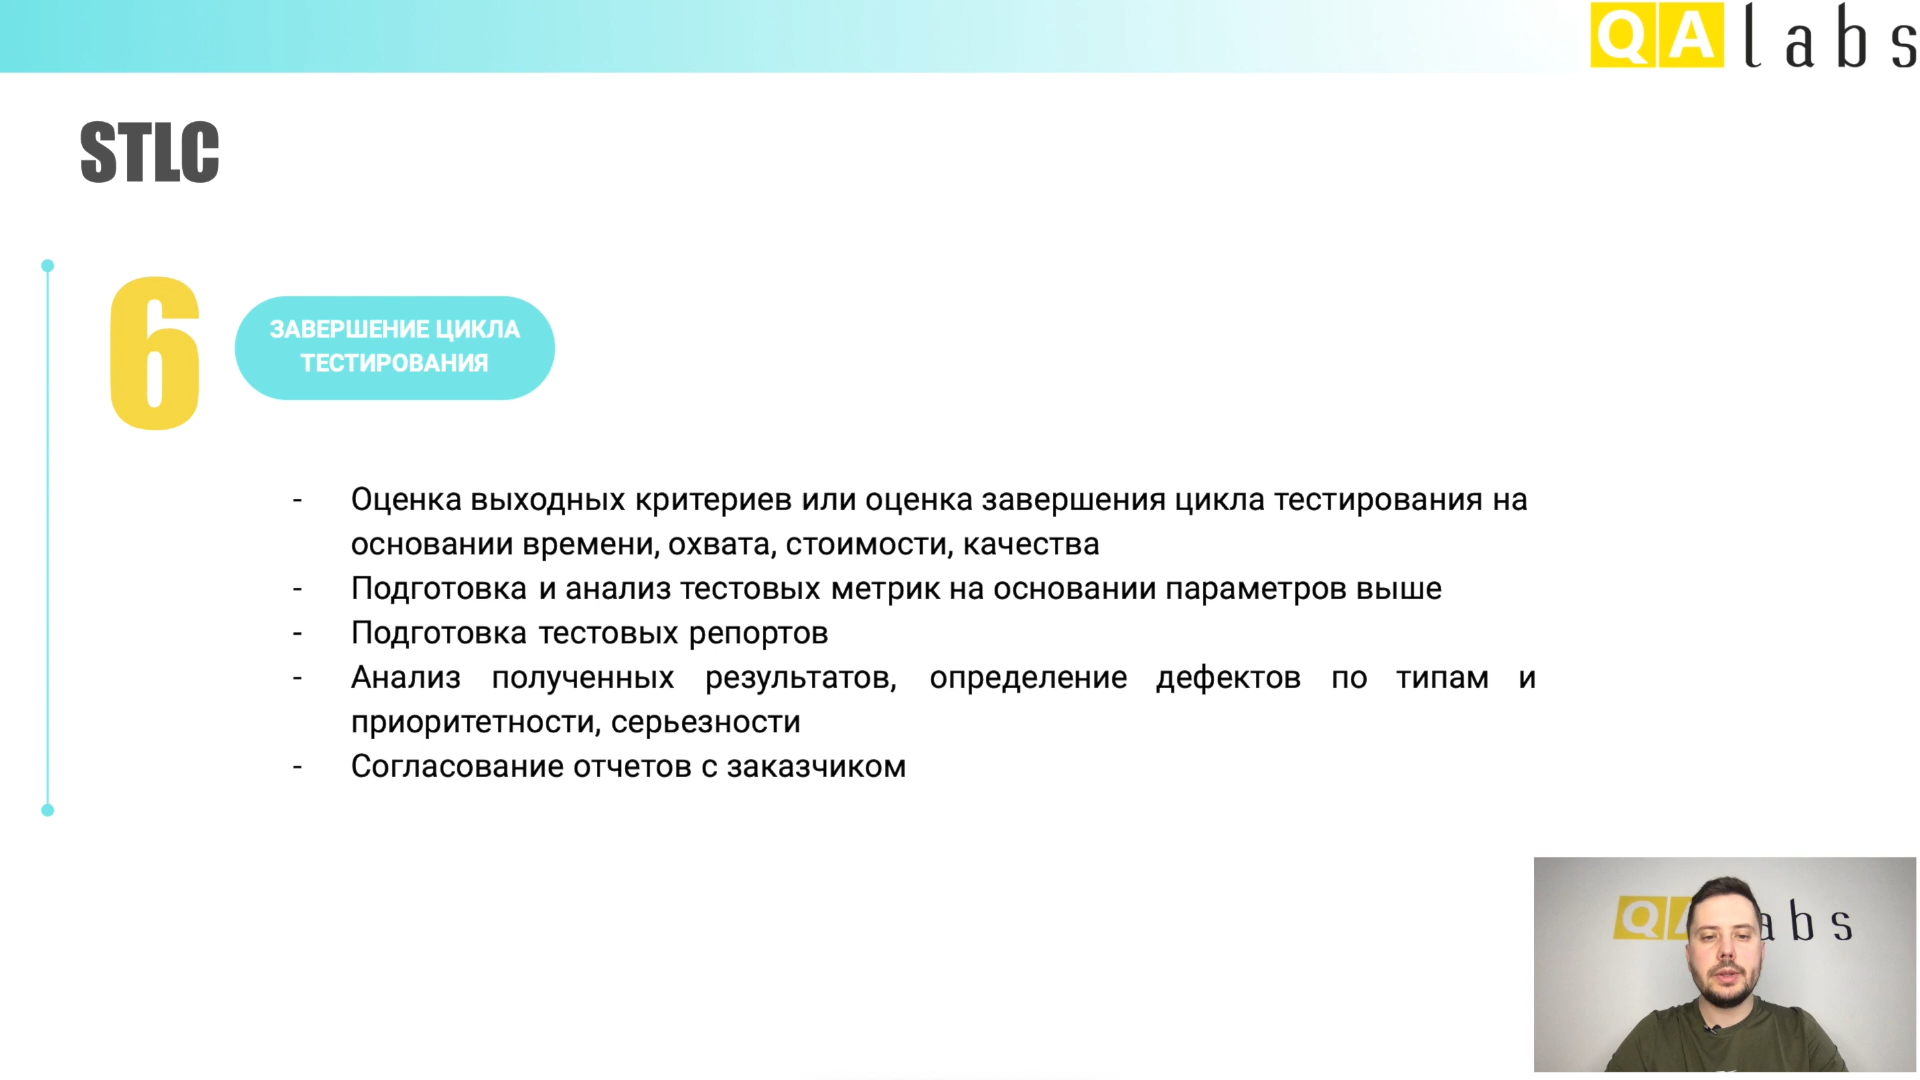 QA labs
STLC
6
ЗАВЕРШЕНИЕ ЦИКЛА
ТЕСТИРОВАНИЯ
- Оценка выходных критериев или оценка завершения цикла тестирования на
основании времени, охвата, стоимости, качества
- Подготовка и анализ тестовых метрик на основании параметров выше
- Подготовка тестовых репортов
- Анализ полученных результатов, определение дефектов по типам и
приоритетности, серьезности
- Согласование отчетов с заказчиком
QA abs